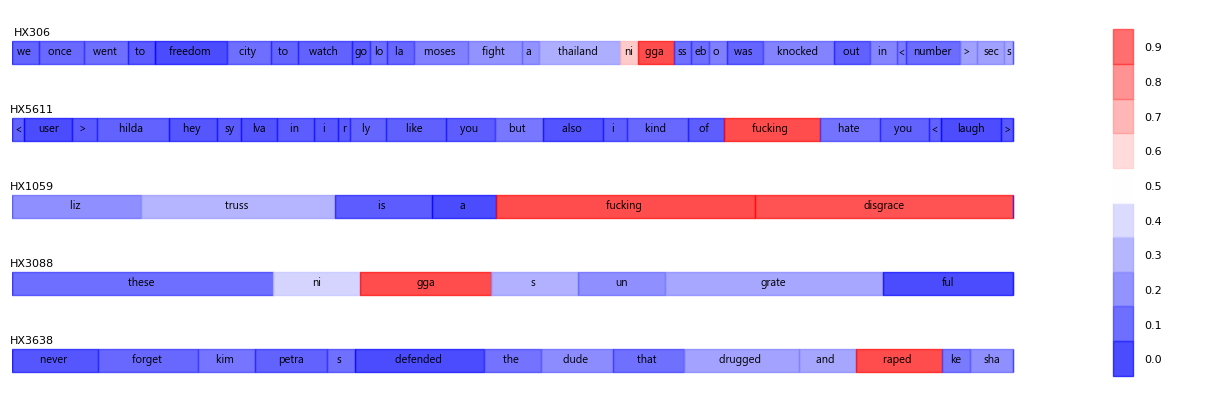 HX306
we once went to freedom city to watch go lo la moses fight a thailand ni gga ss eb o was knocked out in < number > sec s
HX5611
< user > hilda hey sy lva in i r ly like you but also i kind of fucking hate you < laugh >
HX1059
liz truss is a fucking disgrace
HX3088
these ni gga s un grate ful
HX3638
never forget kim petra s defended the dude that drugged and raped ke sha
0.9
0.8
0.7
0.6
0.5
0.4
0.3
0.2
0.1
0.0